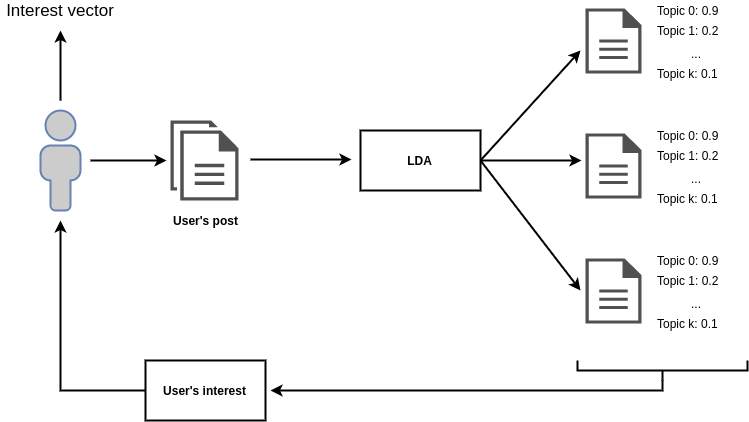 Interest vector
Topic 0: 0.9
Topic 1: 0.2
...
Topic k: 0.1
LDA
Topic 0: 0.9
Topic 1: 0.2
...
Topic k: 0.1
User's post
Topic 0: 0.9
Topic 1: 0.2
...
Topic k: 0.1
User's interest